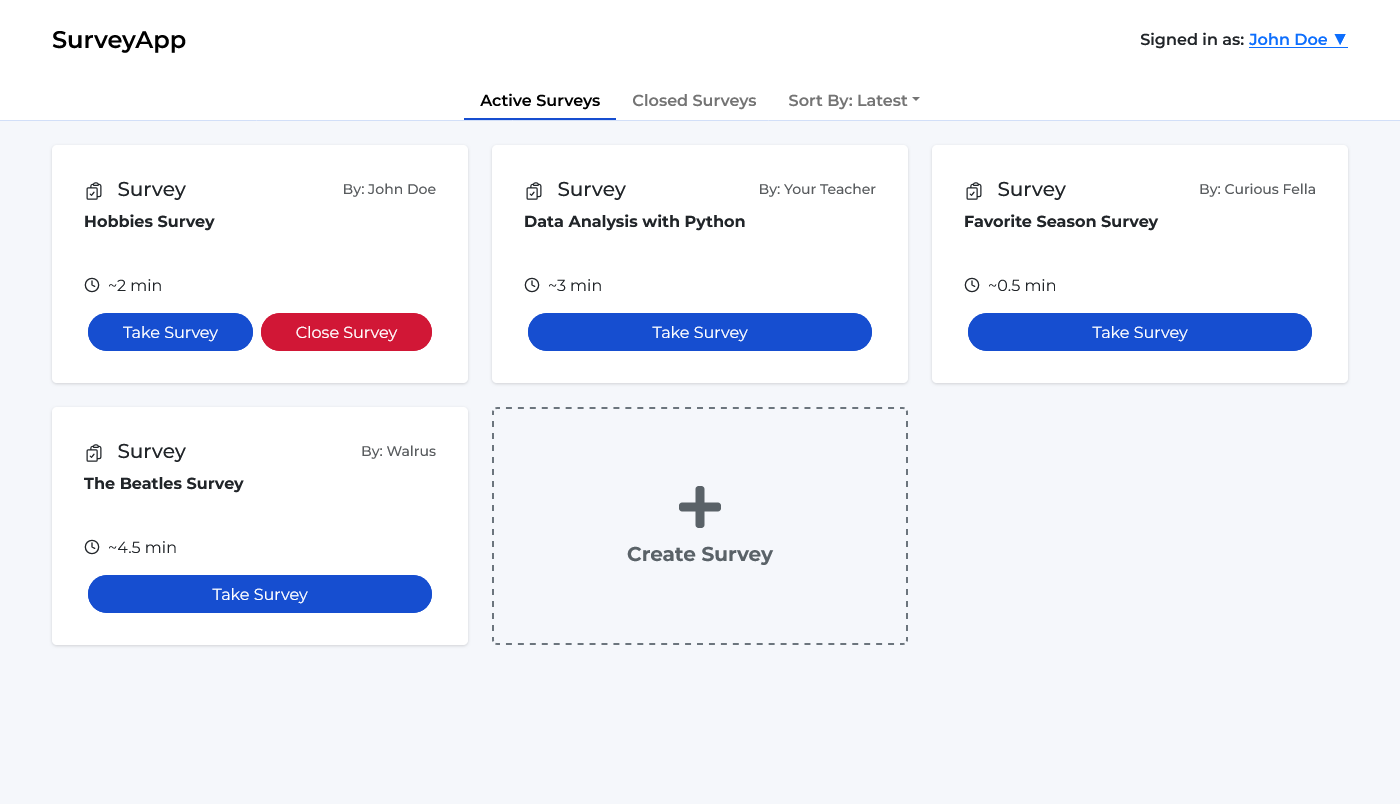 SurveyApp
Signed in as: John Doe ▼
Active Surveys
Closed Surveys
Sort By: Latest
Survey
By: John Doe
Hobbies Survey
~2 min
Take Survey
Close Survey
Survey
By: Your Teacher
Data Analysis with Python
~3 min
Take Survey
Survey
By: Curious Fella
Favorite Season Survey
~0.5 min
Take Survey
Survey
By: Walrus
The Beatles Survey
~4.5 min
Take Survey
Create Survey